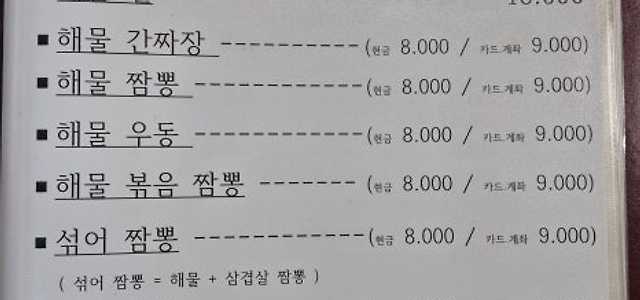 ■ 해물 간짜장 ----------- (현금 8.000 / 카드.계좌 9.000)
■ 해물 짬뽕 -------------- (현금 8.000 / 카드.계좌 9.000)
■ 해물 우동 -------------- (현금 8.000 / 카드.계좌 9.000)
■ 해물 볶음 짬뽕 ------- (현금 8.000 / 카드.계좌 9.000)
■ 섞어 짬뽕 -------------- (현금 8.000 / 카드.계좌 9.000)
( 섞어 짬뽕 = 해물 + 삼겹살 짬뽕 )